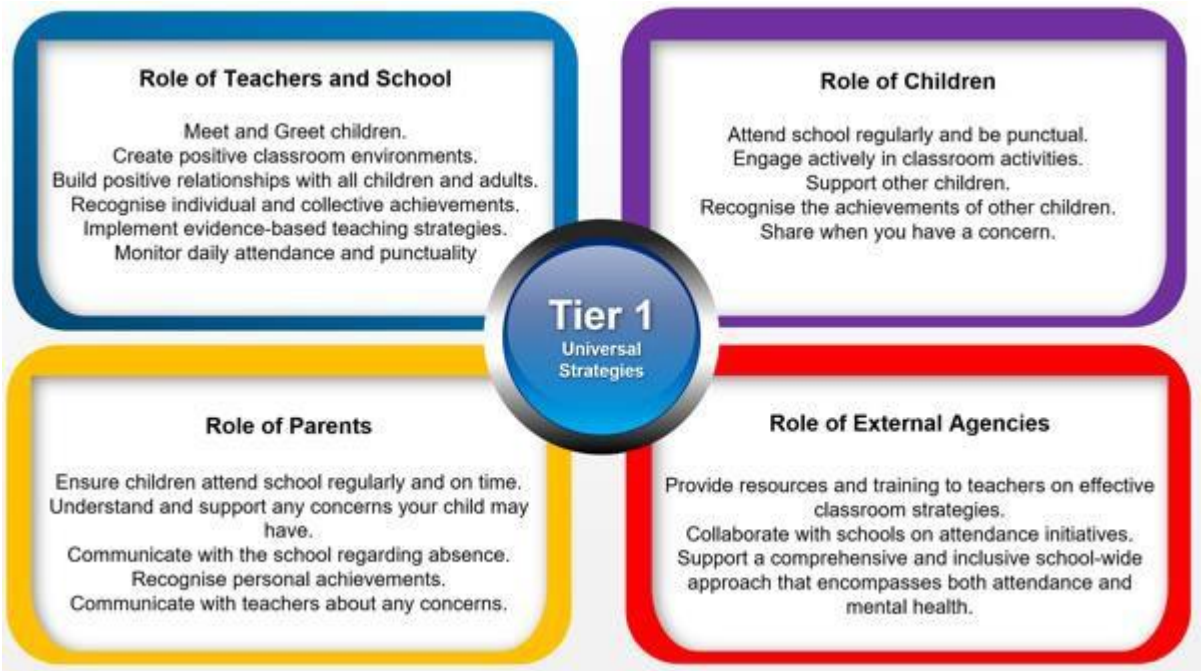 Role of Teachers and School
Meet and Greet children.
Create positive classroom environments.
Build positive relationships with all children and adults.
Recognise individual and collective achievements.
Implement evidence-based teaching strategies.
Monitor daily attendance and punctuality
Role of Children
Attend school regularly and be punctual.
Engage actively in classroom activities.
Support other children.
Recognise the achievements of other children.
Share when you have a concern.
Tier 1
Universal
Strategies
Role of Parents
Ensure children attend school regularly and on time.
Understand and support any concerns your child may
have.
Communicate with the school regarding absence.
Recognise personal achievements.
Communicate with teachers about any concerns.
Role of External Agencies
Provide resources and training to teachers on effective
classroom strategies.
Collaborate with schools on attendance initiatives.
Support a comprehensive and inclusive school-wide
approach that encompasses both attendance and
mental health.